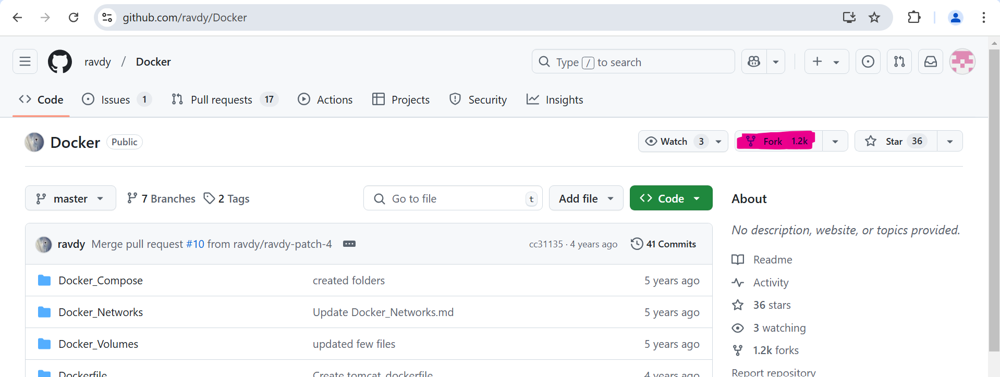 github.com/ravdy/Docker
ravdy / Docker
Type / to search
Code Issues 1 Pull requests 17 Actions Projects Security Insights
Docker Public
Watch 3 Fork 1.2k Star 36
master 7 Branches 2 Tags Go to file t Add file Code
About
No description, website, or topics provided.
ravdy Merge pull request #10 from ravdy/ravdy-patch-4 cc31135 · 4 years ago 41 Commits
Docker_Compose created folders 5 years ago
Docker_Networks Update Docker_Networks.md 5 years ago
Docker_Volumes updated few files 5 years ago
Dockerfile Create tomcat_dockerfile 4 years ago
Readme
Activity
36 stars
3 watching
1.2k forks
Report repository